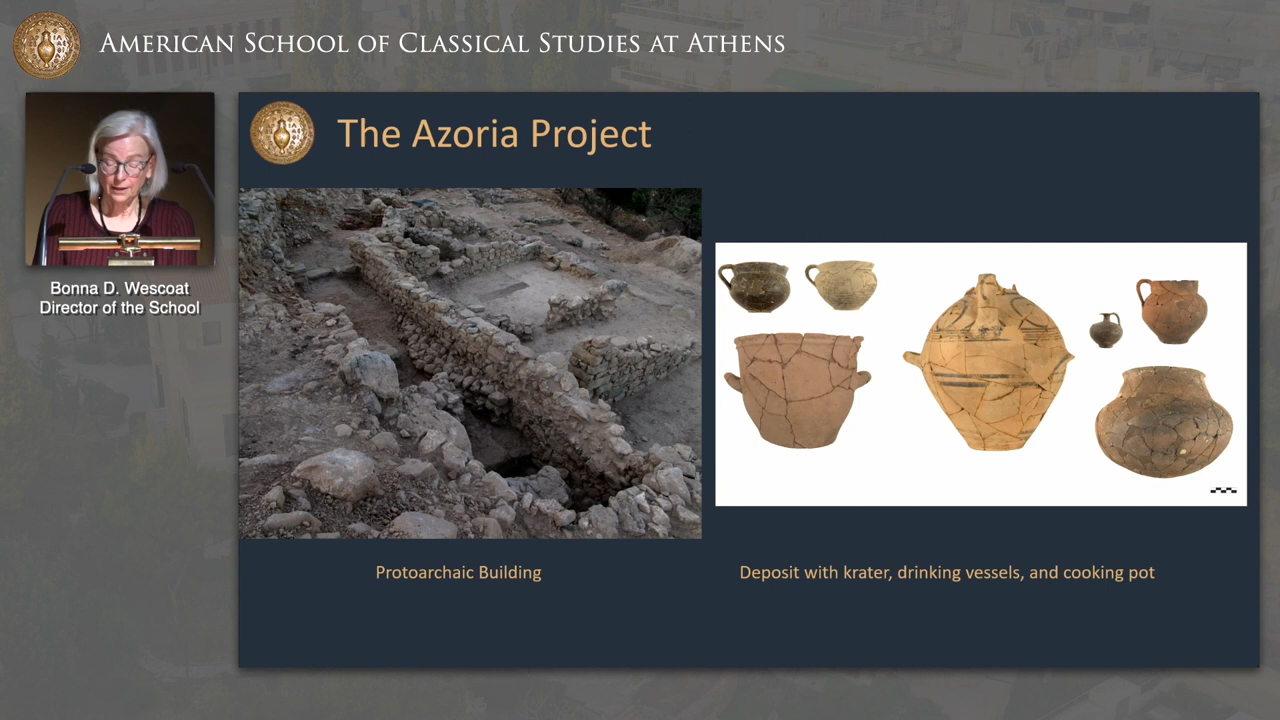 American School of Classical Studies at Athens
The Azoria Project
Bonna D. Wescoat
Director of the School
Protoarchaic Building
Deposit with krater, drinking vessels, and cooking pot